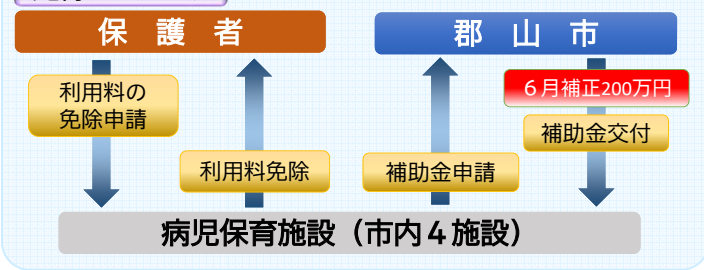 保護者
郡山市
利用料の
免除申請
利用料免除
補助金申請
６月補正200万円
補助金交付
病児保育施設（市内４施設）